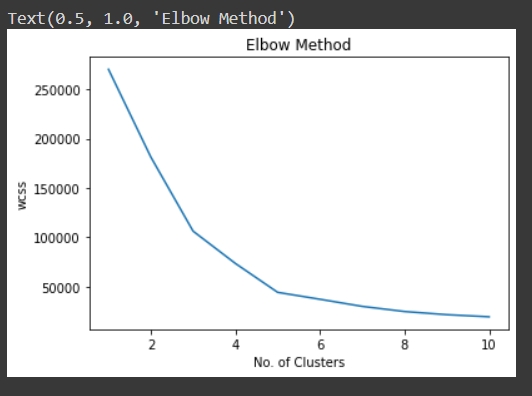 Text(0.5, 1.0, 'Elbow Method')
Elbow Method
250000
200000
150000
100000
50000
wcss
2 4 6 8 10
No. of Clusters